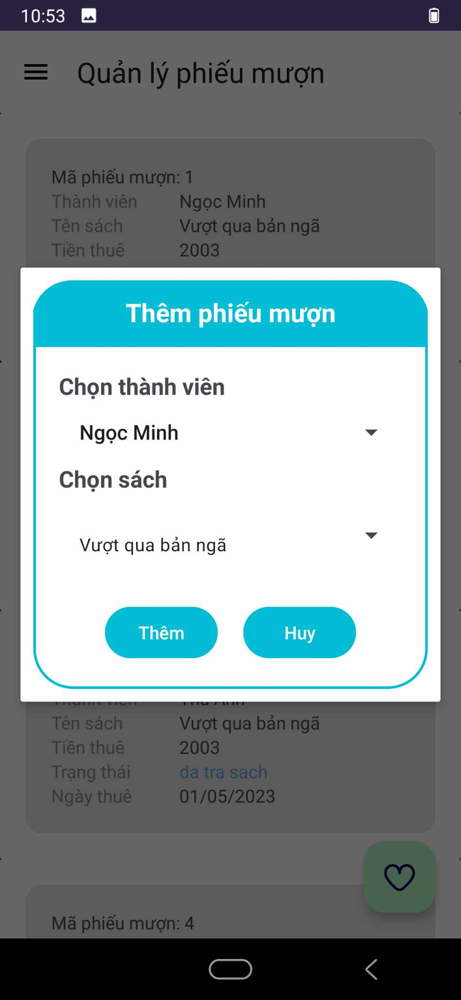 10:53
Quản lý phiếu mượn
Mã phiếu mượn: 1
Thành viên Ngọc Minh
Tên sách Vượt qua bản ngã
Tiền thuê 2003
Thêm phiếu mượn
Chọn thành viên
Ngọc Minh
Chọn sách
Vượt qua bản ngã
Thêm Huy
Tên sách Vượt qua bản ngã
Tiền thuê 2003
Trạng thái da tra sach
Ngày thuê 01/05/2023
Mã phiếu mượn: 4